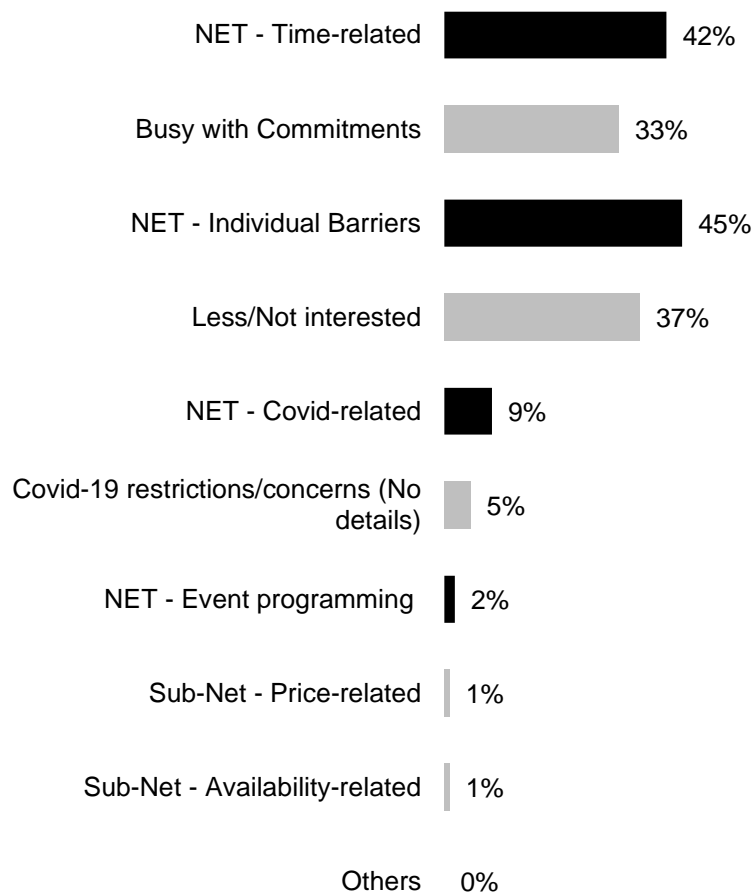 NET - Time-related 42%
Busy with Commitments 33%
NET - Individual Barriers 45%
Less/Not interested 37%
NET - Covid-related 9%
Covid-19 restrictions/concerns (No
details) 5%
NET - Event programming 2%
Sub-Net - Price-related 1%
Sub-Net - Availability-related 1%
Others 0%